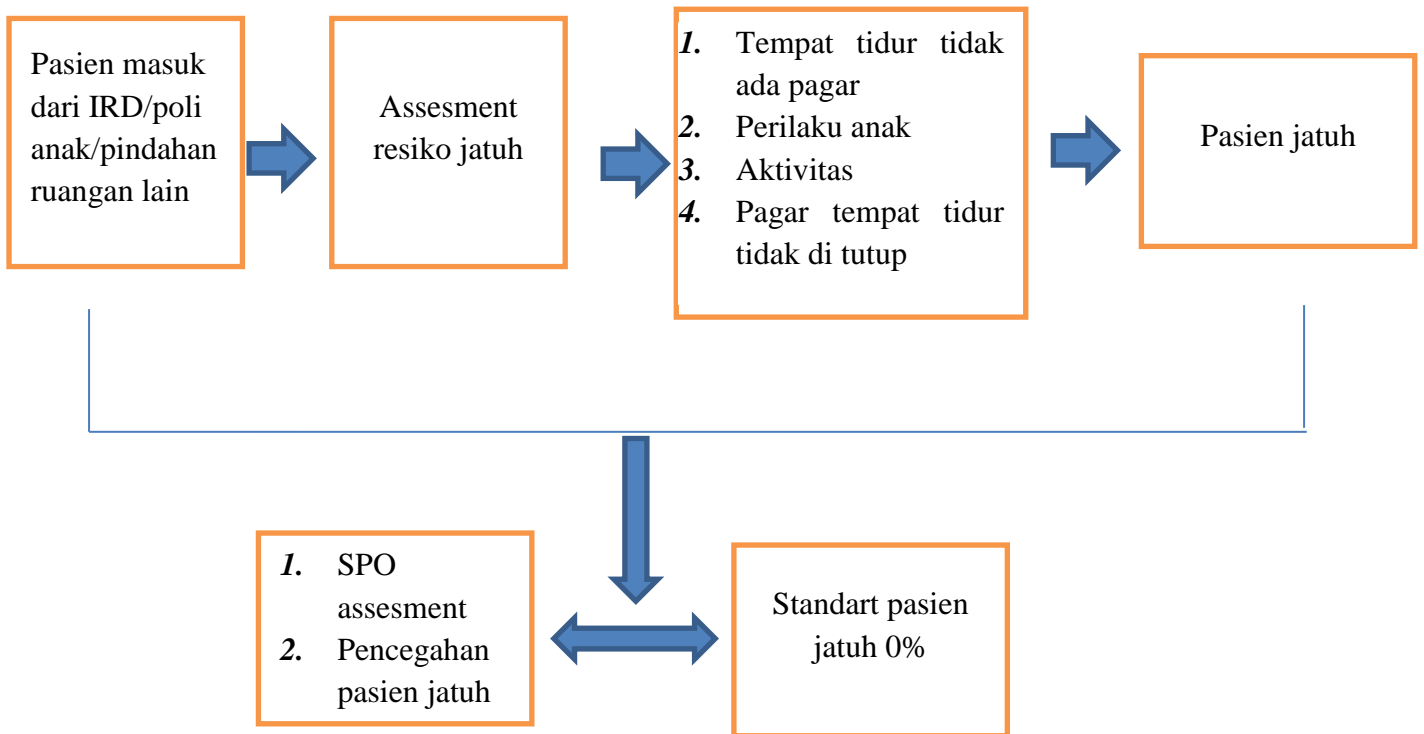 Pasien masuk
dari IRD/poli
anak/pindahan
ruangan lain
Assesment
resiko jatuh
1. Tempat tidur tidak
ada pagar
2. Perilaku anak
3. Aktivitas
4. Pagar tempat tidur
tidak di tutup
Pasien jatuh
1. SPO
assesment
2. Pencegahan
pasien jatuh
Standart pasien
jatuh 0%